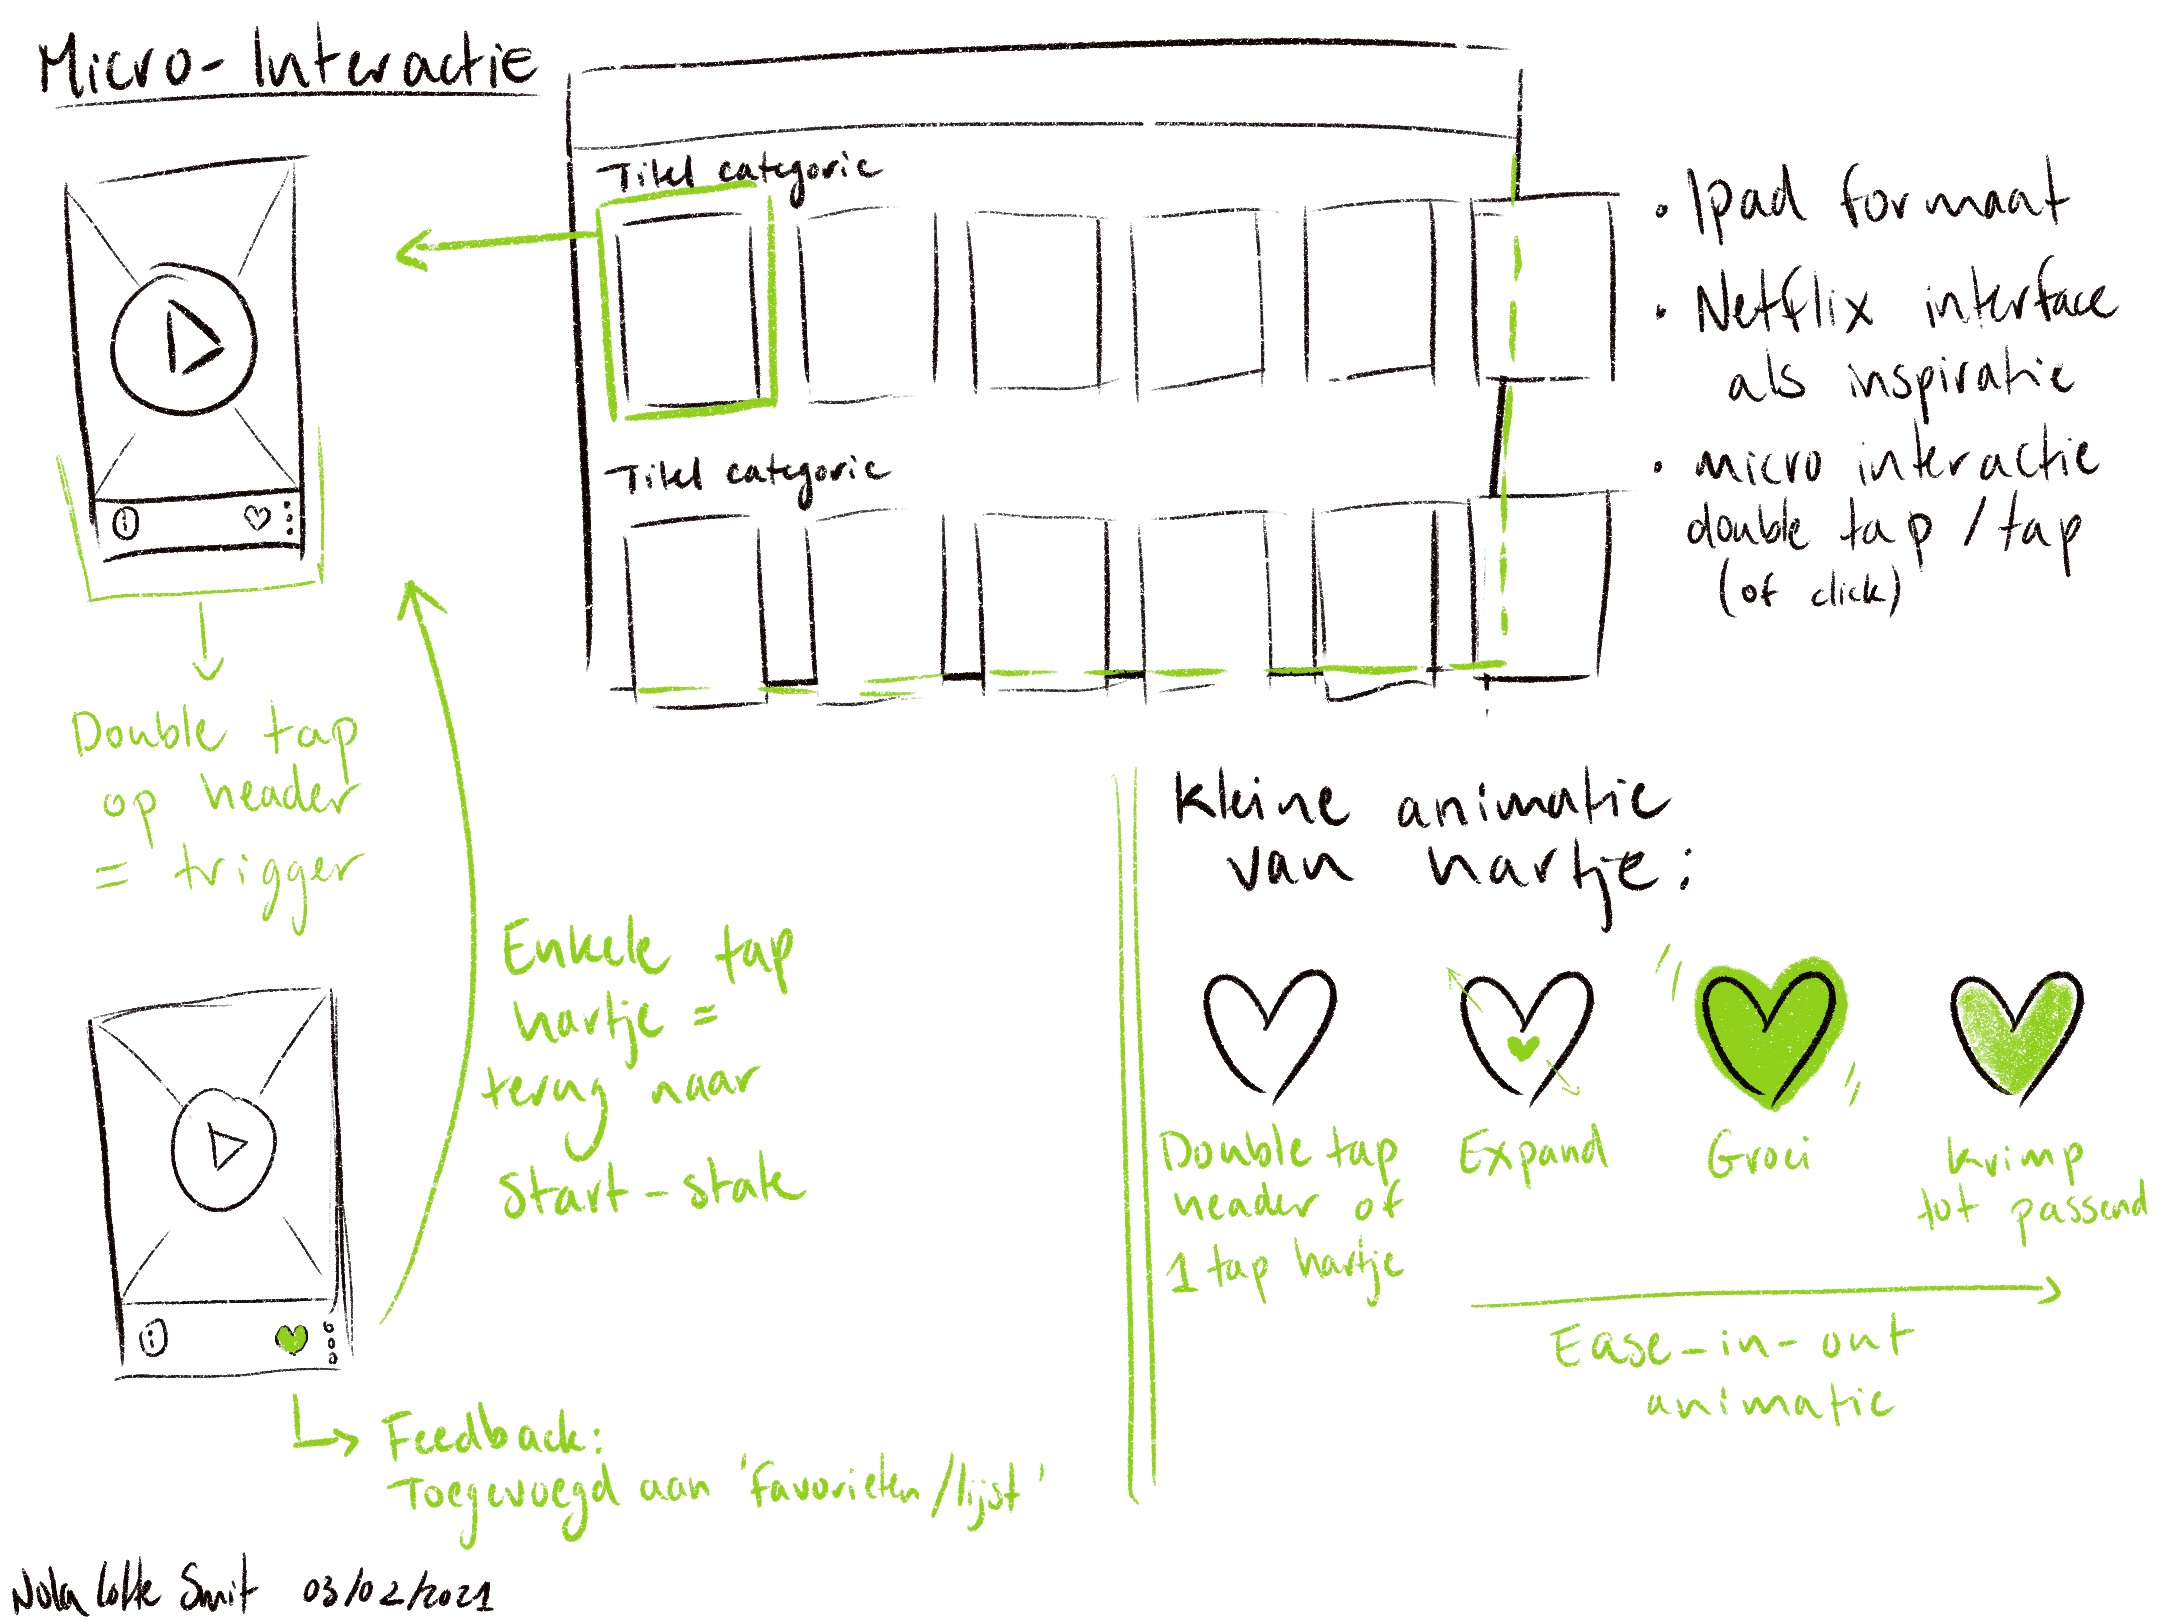 Micro-Interactie
Titel categorie
Titel categorie
• Ipad formaat
• Netflix interface
als inspiratie
• micro interactie
double tap / tap
(of click)
Double tap
op header
= trigger
Enkele tap
hartje =
terug naar
start-state
Feedback:
Toegevoegd aan 'favorieten/lijst'
Kleine animatie
van hartje:
Double tap
header of
1 tap hartje
Expand
Groei
Krimp
tot passend
Ease-in-out
animatie
Lotte Smit 03/02/2021